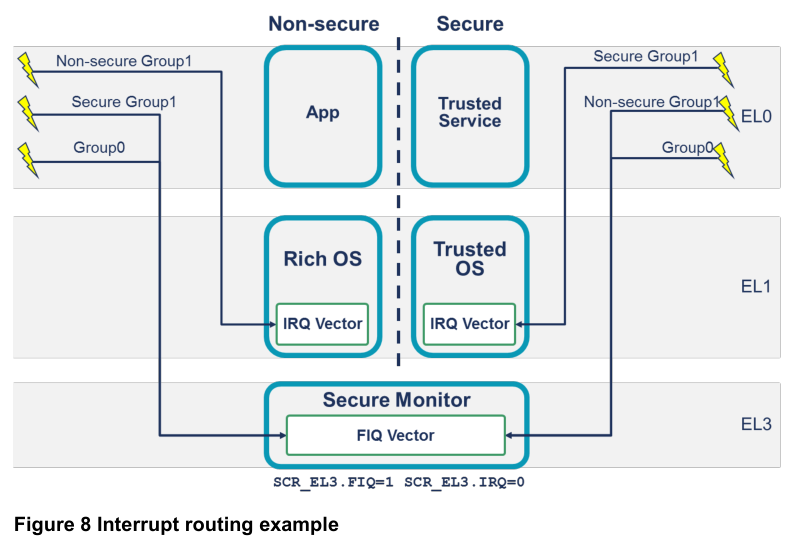 Non-secure Secure
Non-secure Group1
Secure Group1
Group0
App
Trusted
Service
Secure Group1
Non-secure Group1
Group0
EL0
Rich OS
IRQ Vector
Trusted
OS
IRQ Vector
EL1
Secure Monitor
FIQ Vector
EL3
SCR_EL3.FIQ=1 SCR_EL3.IRQ=0
Figure 8 Interrupt routing example